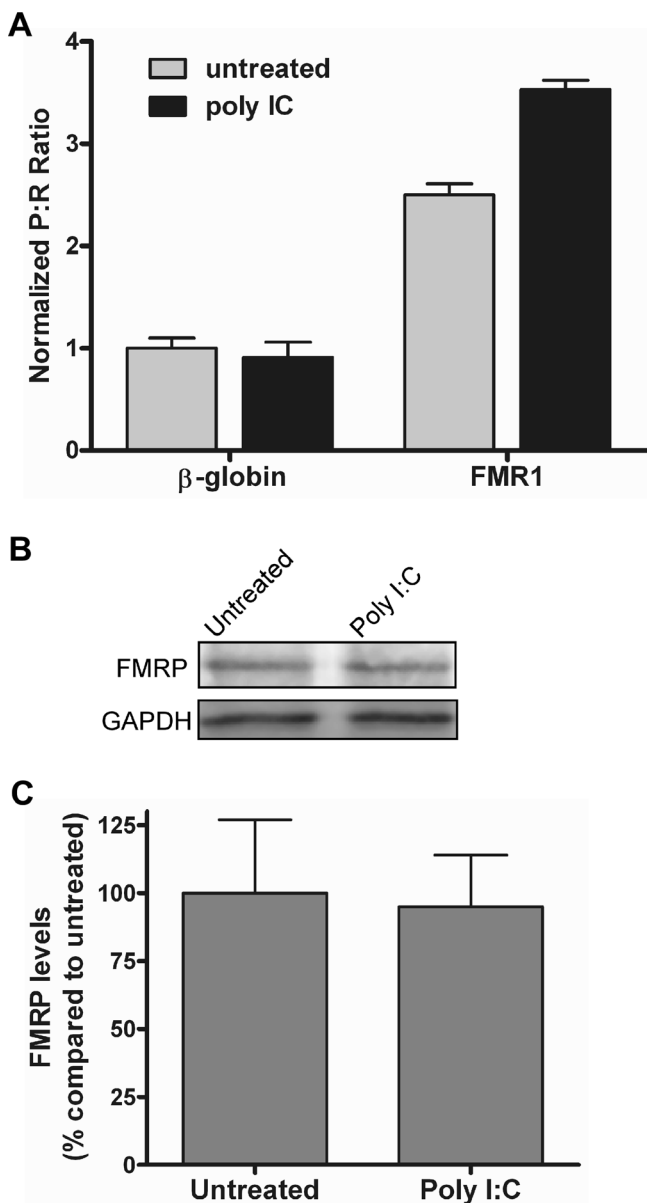 A
4
3
2
1
0
Normalized P:R Ratio
untreated
poly IC
β-globin
FMR1
B
Untreated
Poly I:C
FMRP
GAPDH
C
125
100
75
50
25
0
FMRP levels
(% compared to untreated)
Untreated
Poly I:C